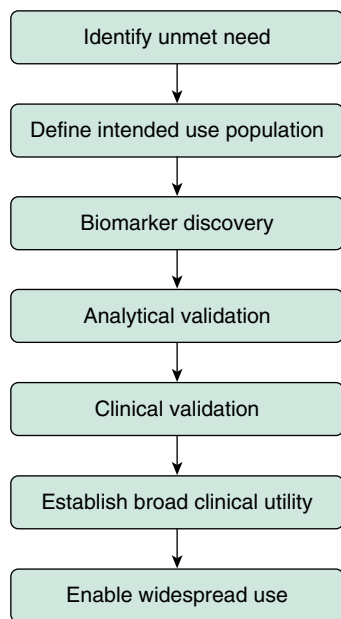 Identify unmet need
Define intended use population
Biomarker discovery
Analytical validation
Clinical validation
Establish broad clinical utility
Enable widespread use